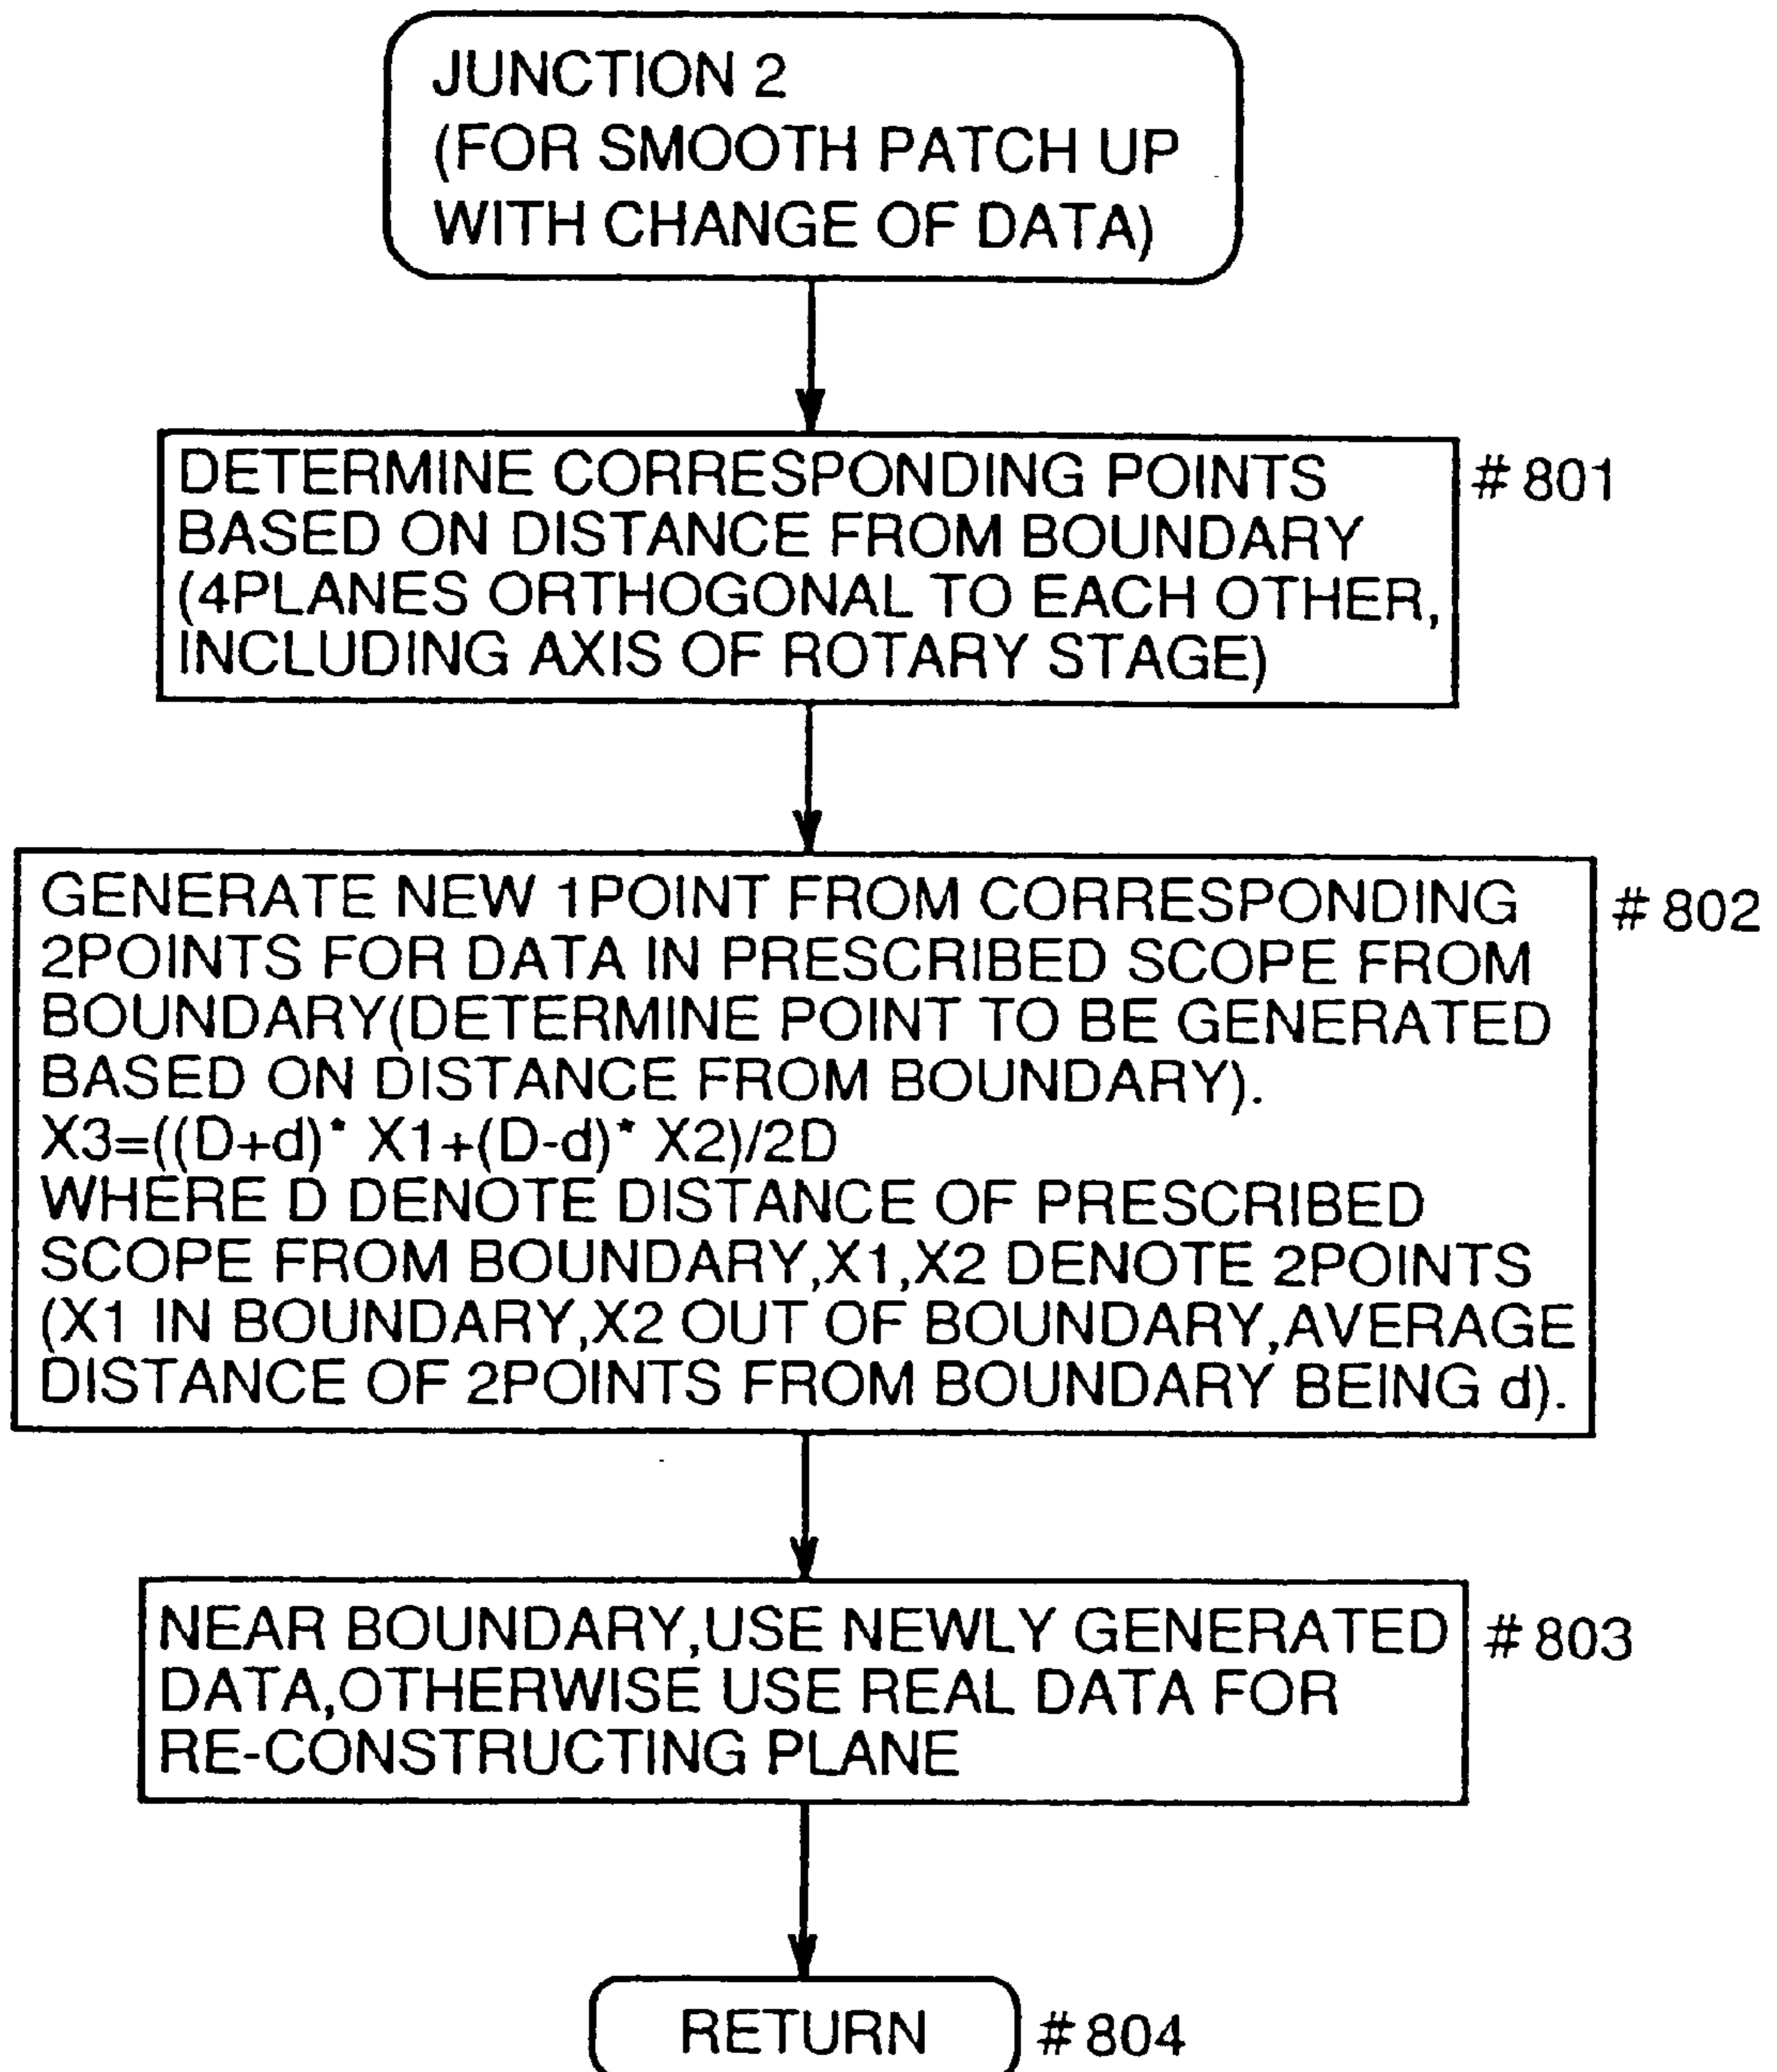 JUNCTION 2
(FOR SMOOTH PATCH UP
WITH CHANGE OF DATA)
DETERMINE CORRESPONDING POINTS
BASED ON DISTANCE FROM BOUNDARY
(4PLANES ORTHOGONAL TO EACH OTHER,
INCLUDING AXIS OF ROTARY STAGE)
#801
GENERATE NEW 1POINT FROM CORRESPONDING
2POINTS FOR DATA IN PRESCRIBED SCOPE FROM
BOUNDARY(DETERMINE POINT TO BE GENERATED
BASED ON DISTANCE FROM BOUNDARY).
X3=((D+d)* X1+(D-d)* X2)/2D
WHERE D DENOTE DISTANCE OF PRESCRIBED
SCOPE FROM BOUNDARY,X1,X2 DENOTE 2POINTS
(X1 IN BOUNDARY,X2 OUT OF BOUNDARY,AVERAGE
DISTANCE OF 2POINTS FROM BOUNDARY BEING d).
#802
NEAR BOUNDARY,USE NEWLY GENERATED
DATA,OTHERWISE USE REAL DATA FOR
RE-CONSTRUCTING PLANE
#803
RETURN
#804